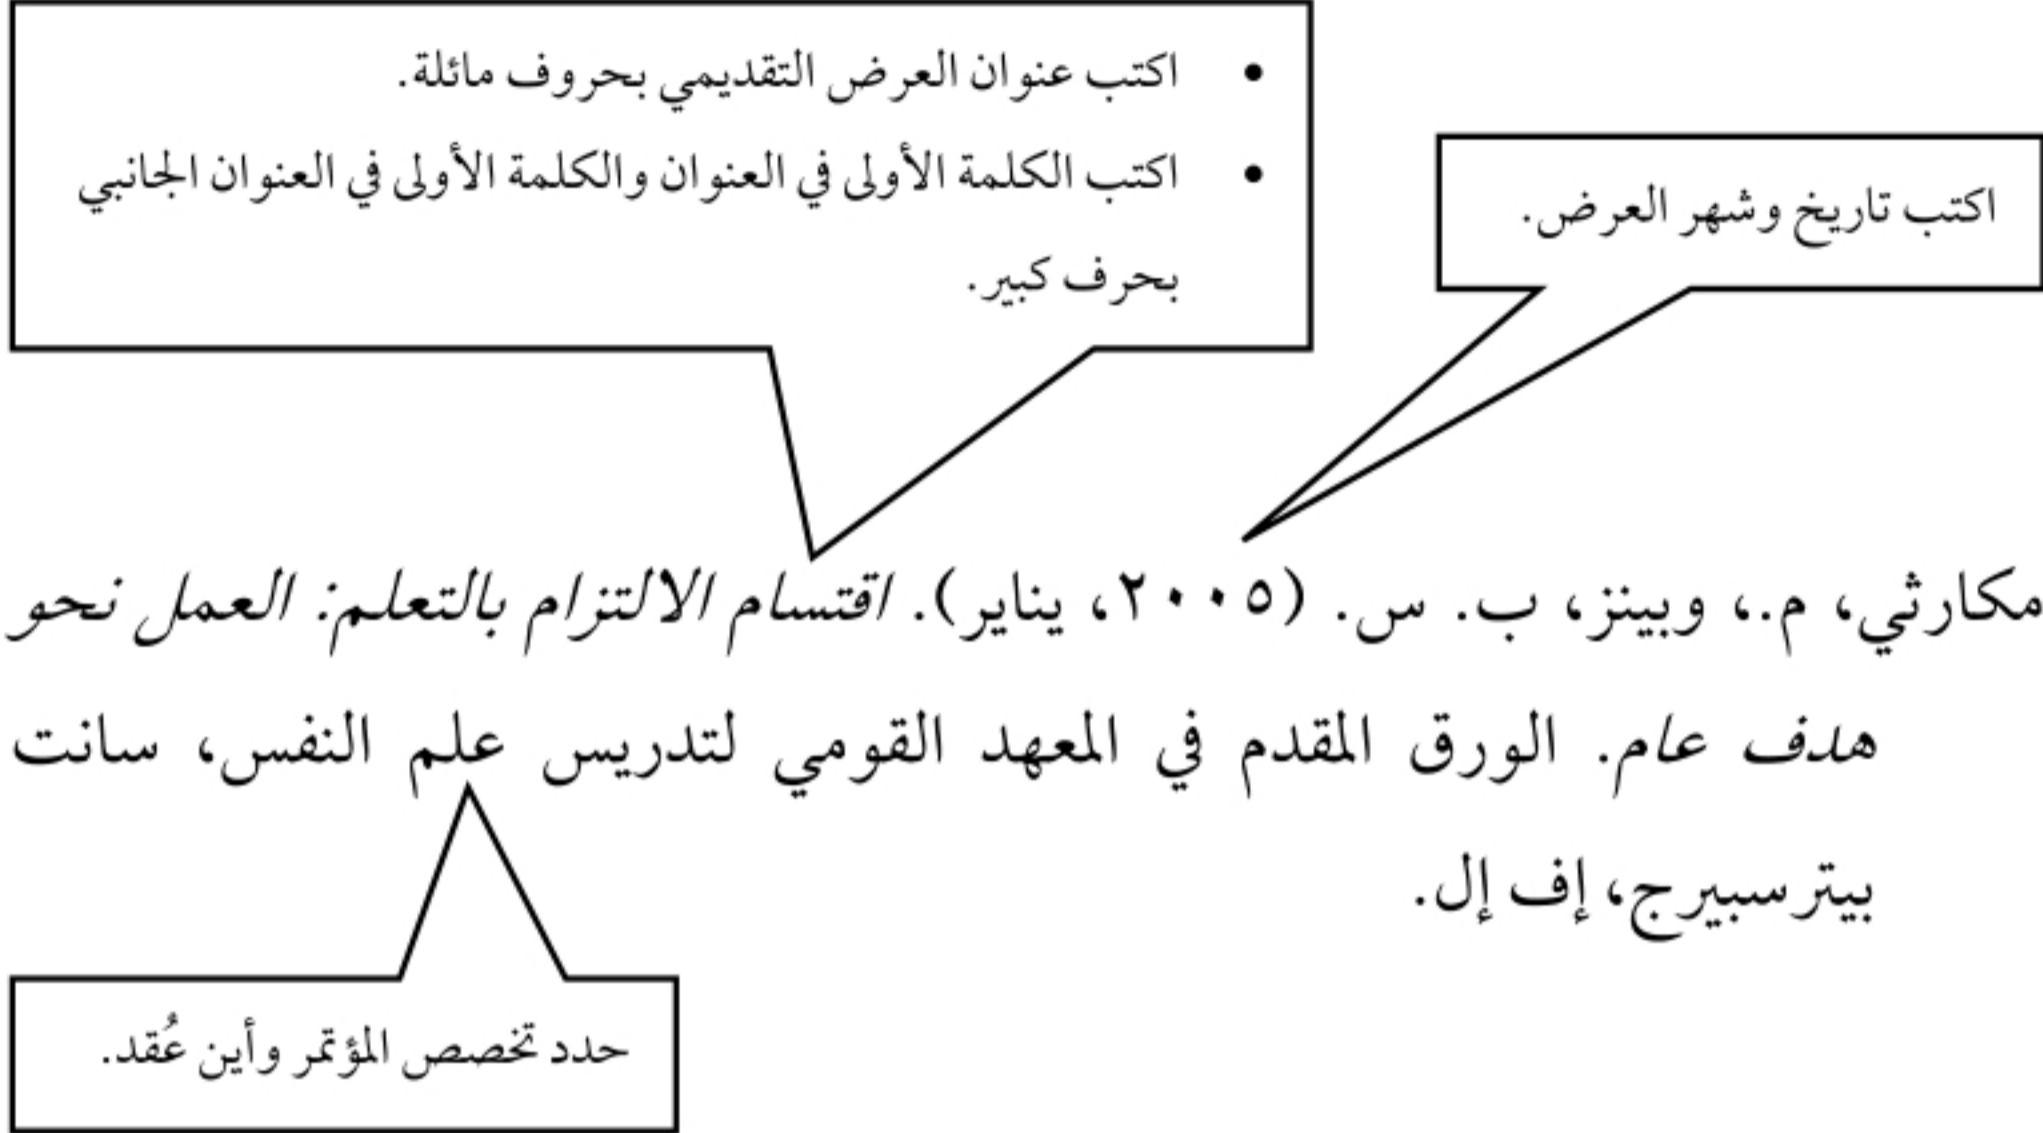 • اكتب عنوان العرض التقديمي بحروف مائلة.
• اكتب الكلمة الأولى في العنوان والكلمة الأولى في العنوان الجانبي
بحرف كبير.
اكتب تاريخ وشهر العرض.
مكارثي، م.، وبينز، ب. س. (٢٠٠٥، يناير). اقتسام الالتزام بالتعلم: العمل نحو
هدف عام. الورق المقدم في المعهد القومي لتدريس علم النفس، سانت
بيترسبيرج، إف إل.
حدد تخصص المؤتمر وأين عُقد.